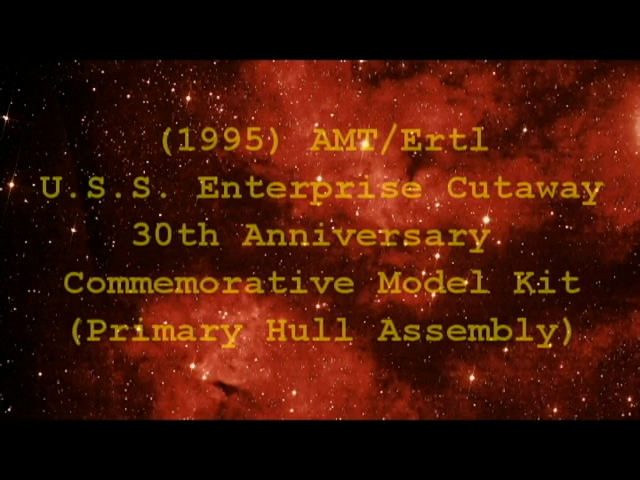 (1995) AMT/Ertl
U.S.S. Enterprise Cutaway
30th Anniversary
Commemorative Model Kit
(Primary Hull Assembly)